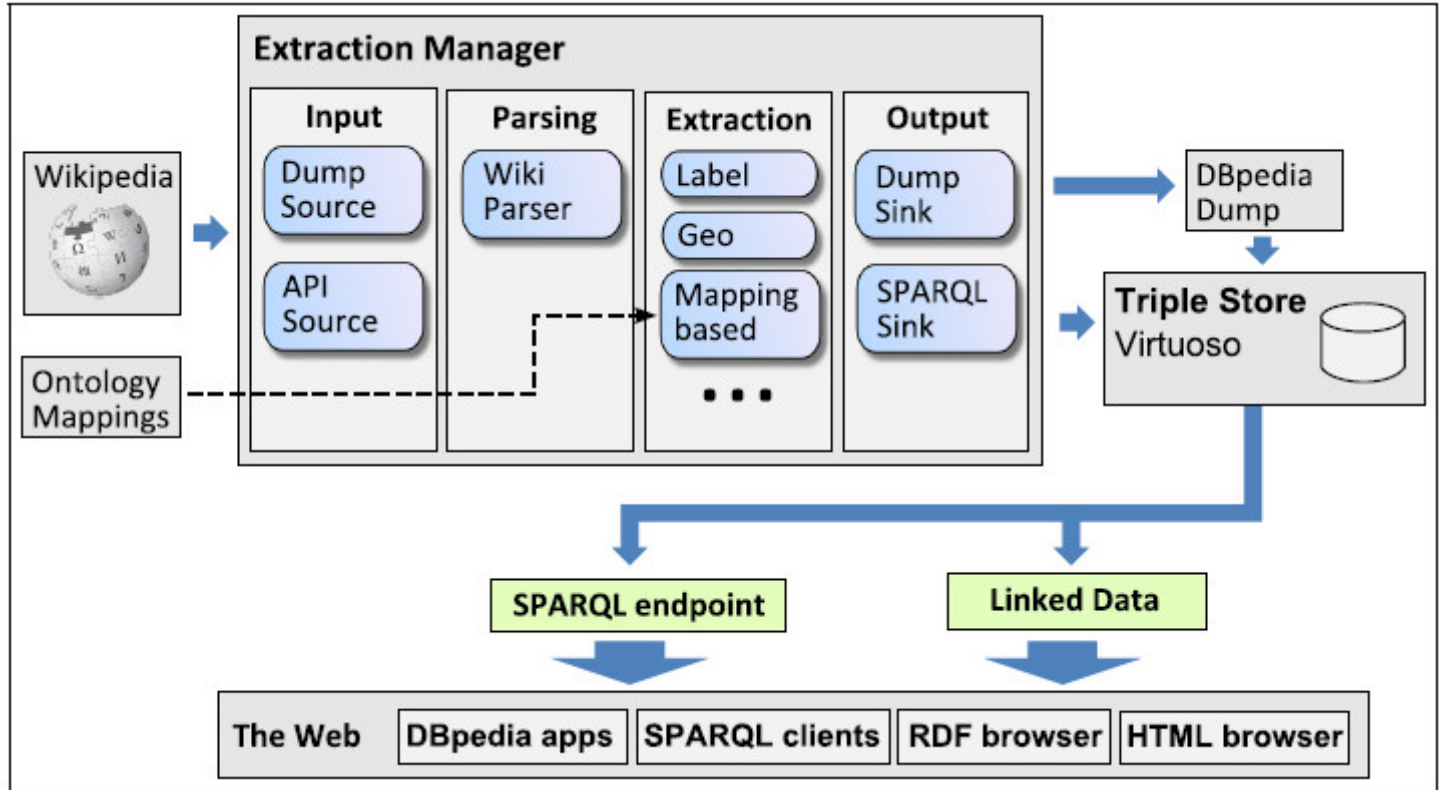 Extraction Manager
Input
Dump
Source
API
Source
Parsing
Wiki
Parser
Extraction
Label
Geo
Mapping
based
...
Output
Dump
Sink
SPARQL
Sink
Wikipedia
Ontology
Mappings
DBpedia
Dump
Triple Store
Virtuoso
SPARQL endpoint
Linked Data
The Web
DBpedia apps
SPARQL clients
RDF browser
HTML browser